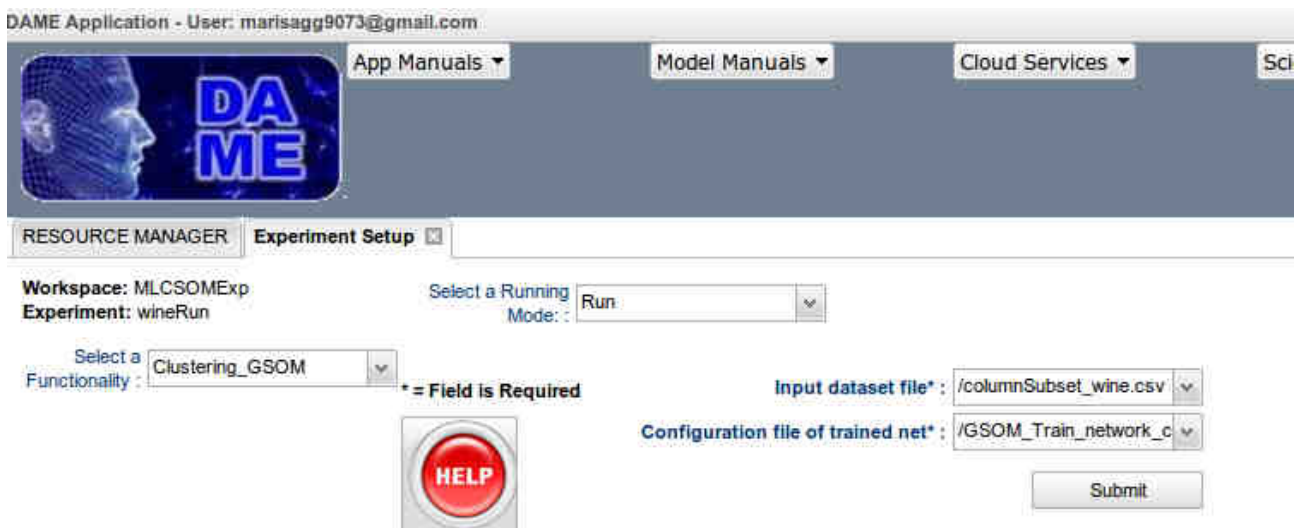 DAME Application - User: marisagg9073@gmail.com
App Manuals
Model Manuals
Cloud Services
Sci
DA
ME
RESOURCE MANAGER
Experiment Setup
Workspace: MLCSOMExp
Experiment: wineRun
Select a Running
Mode: :
Run
Select a
Functionality :
Clustering_GSOM
* = Field is Required
HELP
Input dataset file* : /columnSubset_wine.csv
Configuration file of trained net* : /GSOM_Train_network_c
Submit